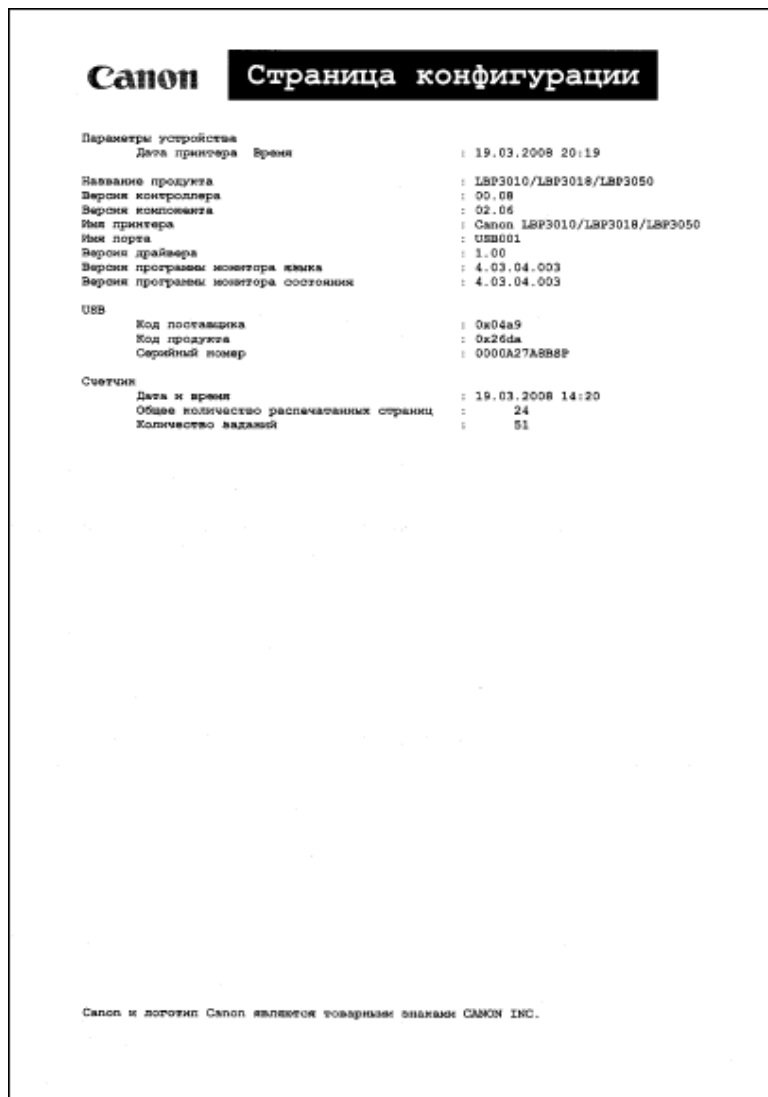 Canon Страница конфигурации
Параметры устройства
Дата принтера Время : 19.03.2008 20:19
Название продукта : LBP3010/LBP3018/LBP3050
Версия контроллера : 00.08
Версия компонента : 02.06
Имя принтера : Canon LBP3010/LBP3018/LBP3050
Имя порта : USB001
Версия драйвера : 1.00
Версия программы монитора языка : 4.03.04.003
Версия программы монитора состояния : 4.03.04.003
USB
Код поставщика : 0x04a9
Код продукта : 0x26da
Серийный номер : 0000A27ABB8P
Счетчик
Дата и время : 19.03.2008 14:20
Общее количество распечатанных страниц : 24
Количество заданий : 51
Canon и логотип Canon являются товарными знаками CANON INC.